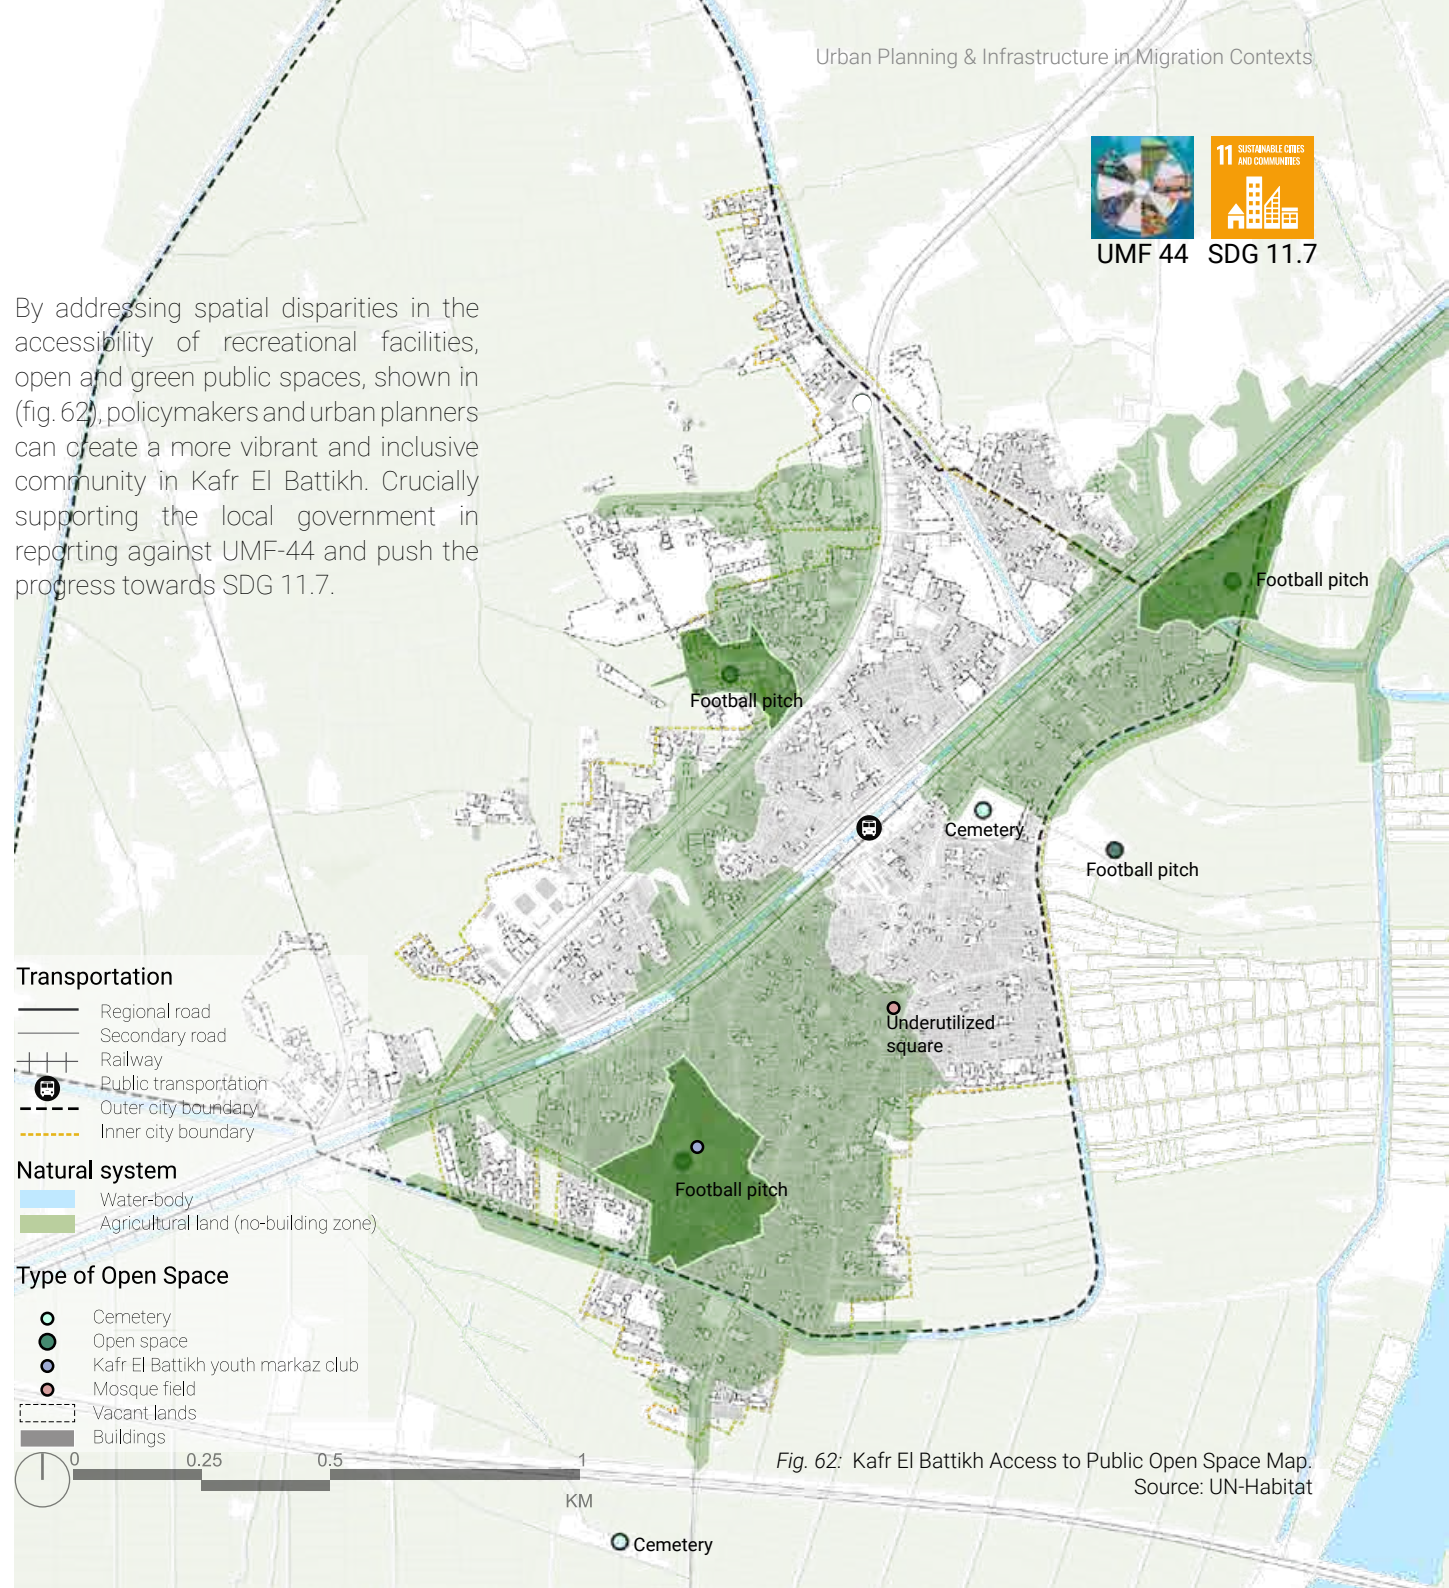 Urban Planning & Infrastructure in Migration Contexts
11 SUSTAINABLE CITIES
AND COMMUNITIES
UMF 44 SDG 11.7
By addressing spatial disparities in the
accessibility of recreational facilities,
open and green public spaces, shown in
(fig. 62), policymakers and urban planners
can create a more vibrant and inclusive
community in Kafr El Battikh. Crucially
supporting the local government in
reporting against UMF-44 and push the
progress towards SDG 11.7.
Football pitch
Football pitch
Cemetery
Football pitch
Underutilized
square
Football pitch
Transportation
Regional road
Secondary road
Railway
Public transportation
Outer city boundary
Inner city boundary
Natural system
Water-body
Agricultural land (no-building zone)
Type of Open Space
Cemetery
Open space
Kafr El Battikh youth markaz club
Mosque field
Vacant lands
Buildings
0 0.25 0.5 1
KM
Fig. 62: Kafr El Battikh Access to Public Open Space Map.
Source: UN-Habitat
Cemetery